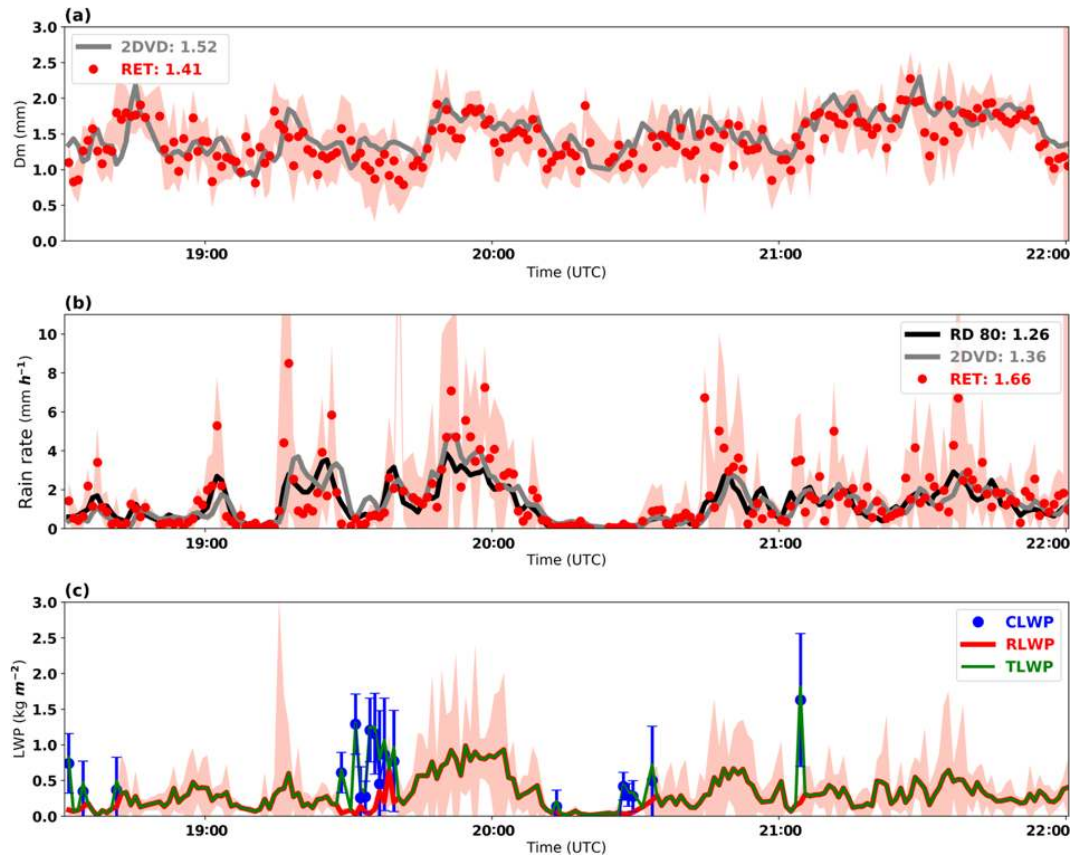 (a)
3.0
2.5
2.0
1.5
1.0
0.5
0.0
Dm (mm)
2DVD: 1.52
RET: 1.41
19:00
20:00
21:00
22:00
Time (UTC)
(b)
10
8
6
4
2
0
Rain rate (mm h⁻¹)
RD 80: 1.26
2DVD: 1.36
RET: 1.66
19:00
20:00
21:00
22:00
Time (UTC)
(c)
3.0
2.5
2.0
1.5
1.0
0.5
0.0
LWP (kg m⁻²)
CLWP
RLWP
TLWP
19:00
20:00
21:00
22:00
Time (UTC)